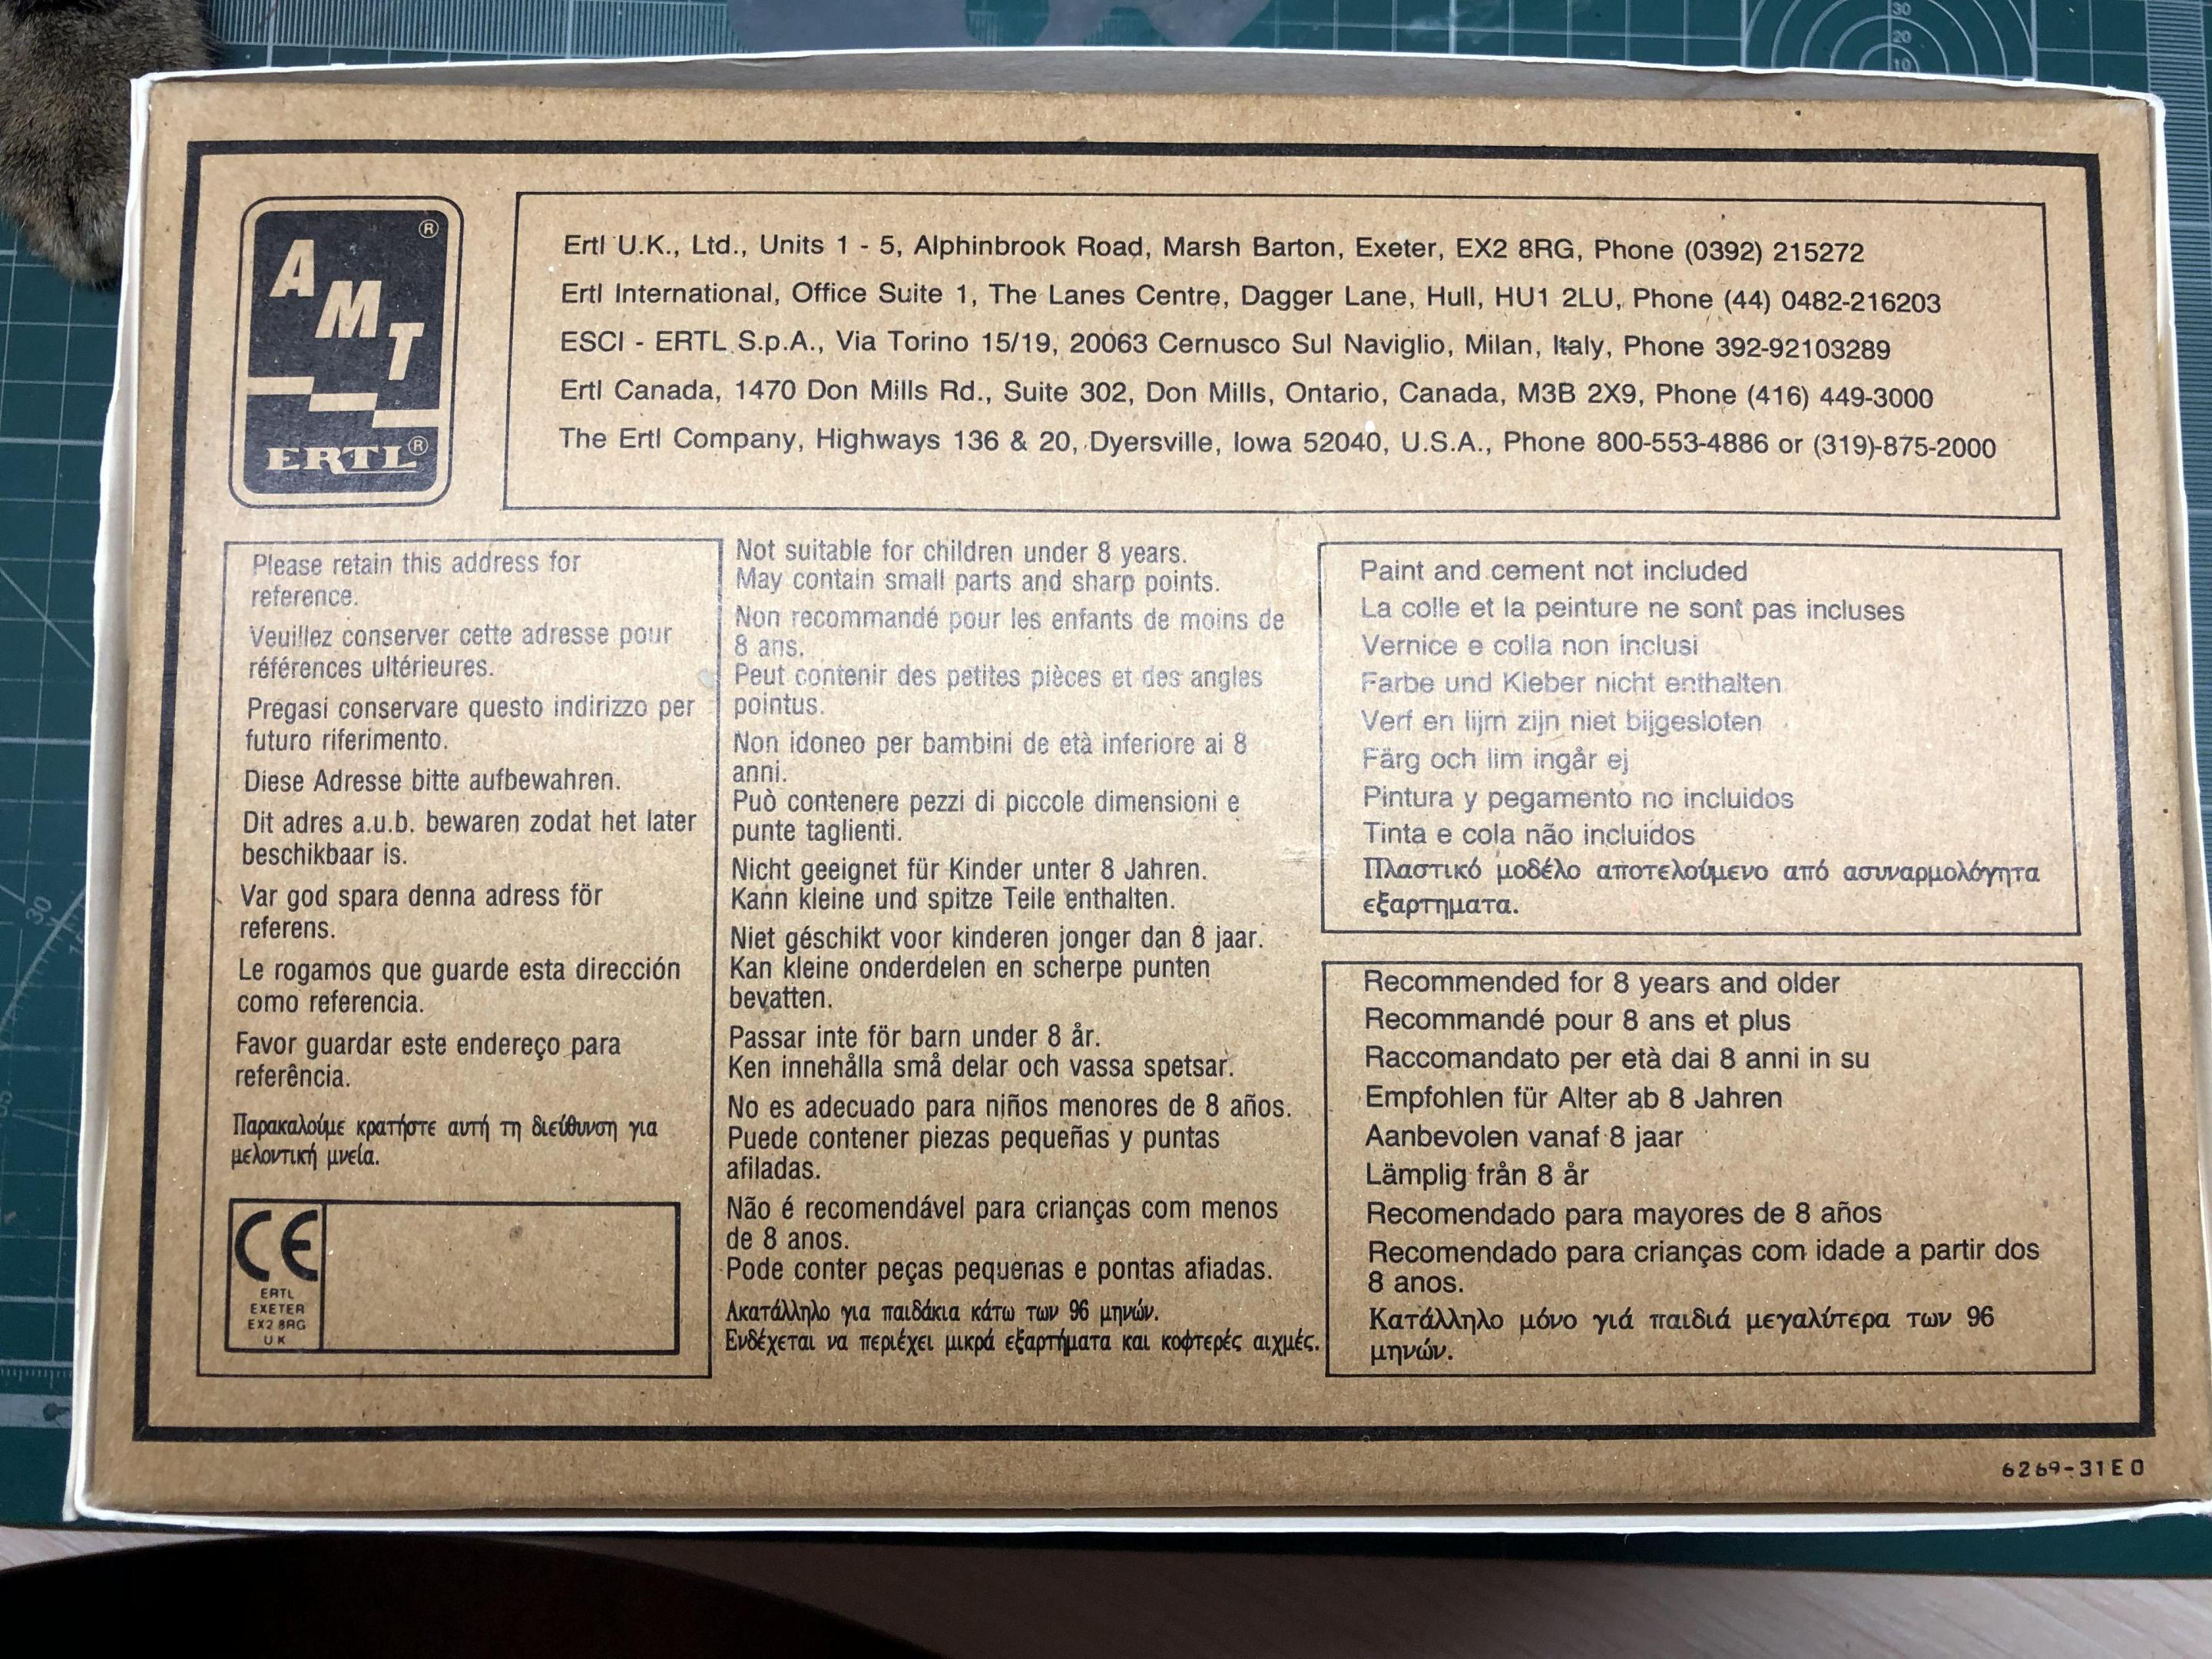 AMT®
ERTL®
Ertl U.K., Ltd., Units 1 - 5, Alphinbrook Road, Marsh Barton, Exeter, EX2 8RG, Phone (0392) 215272
Ertl International, Office Suite 1, The Lanes Centre, Dagger Lane, Hull, HU1 2LU, Phone (44) 0482-216203
ESCI - ERTL S.p.A., Via Torino 15/19, 20063 Cernusco Sul Naviglio, Milan, Italy, Phone 392-92103289
Ertl Canada, 1470 Don Mills Rd., Suite 302, Don Mills, Ontario, Canada, M3B 2X9, Phone (416) 449-3000
The Ertl Company, Highways 136 & 20, Dyersville, Iowa 52040, U.S.A., Phone 800-553-4886 or (319)-875-2000
Please retain this address for
reference.
Veuillez conserver cette adresse pour
références ultérieures.
Pregasi conservare questo indirizzo per
futuro riferimento.
Diese Adresse bitte aufbewahren.
Dit adres a.u.b. bewaren zodat het later
beschikbaar is.
Var god spara denna adress för
referens.
Le rogamos que guarde esta dirección
como referencia.
Favor guardar este endereço para
referência.
Παρακαλούμε κρατήστε αυτή τη διεύθυνση για
μελοντική μνεία.
CE
ERTL
EXETER
EX2 8RG
UK
Not suitable for children under 8 years.
May contain small parts and sharp points.
Non recommandé pour les enfants de moins de
8 ans.
Peut contenir des petites pièces et des angles
pointus.
Non idoneo per bambini de età inferiore ai 8
anni.
Può contenere pezzi di piccole dimensioni e
punte taglienti.
Nicht geeignet für Kinder unter 8 Jahren.
Kann kleine und spitze Teile enthalten.
Niet géschikt voor kinderen jonger dan 8 jaar.
Kan kleine onderdelen en scherpe punten
bevatten.
Passar inte för barn under 8 år.
Ken innehålla små delar och vassa spetsar.
No es adecuado para niños menores de 8 años.
Puede contener piezas pequeñas y puntas
afiladas.
Não é recomendável para crianças com menos
de 8 anos.
Pode conter peças pequenas e pontas afiadas.
Ακατάλληλο για παιδάκια κάτω των 96 μηνών.
Ενδέχεται να περιέχει μικρά εξαρτήματα και κοφτερές αιχμές.
Paint and cement not included
La colle et la peinture ne sont pas incluses
Vernice e colla non inclusi
Farbe und Kleber nicht enthalten
Verf en lijm zijn niet bijgesloten
Färg och lim ingår ej
Pintura y pegamento no incluidos
Tinta e cola não incluidos
Πλαστικό μοδέλο αποτελούμενο από ασυναρμολόγητα
εξαρτηματα.
Recommended for 8 years and older
Recommandé pour 8 ans et plus
Raccomandato per età dai 8 anni in su
Empfohlen für Alter ab 8 Jahren
Aanbevolen vanaf 8 jaar
Lämplig från 8 år
Recomendado para mayores de 8 años
Recomendado para crianças com idade a partir dos
8 anos.
Κατάλληλο μόνο γιά παιδιά μεγαλύτερα των 96
μηνών.
6269-31E0
30
20
10
30